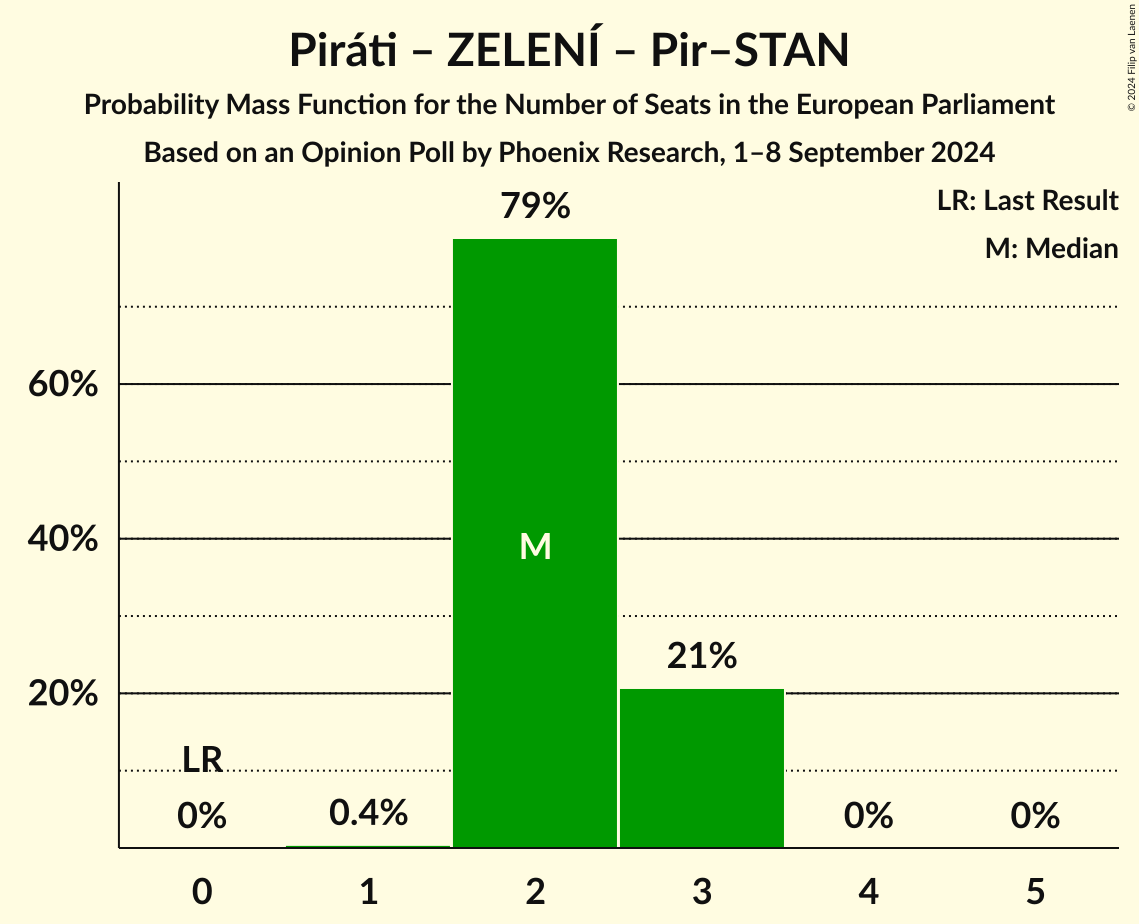 Piráti – ZELENÍ – Pir–STAN
Probability Mass Function for the Number of Seats in the European Parliament
Based on an Opinion Poll by Phoenix Research, 1–8 September 2024
© 2024 Filip van Laenen
LR: Last Result
M: Median
79%
60%
40%
M
21%
20%
LR
0%
0.4%
0%
0%
0
1
2
3
4
5